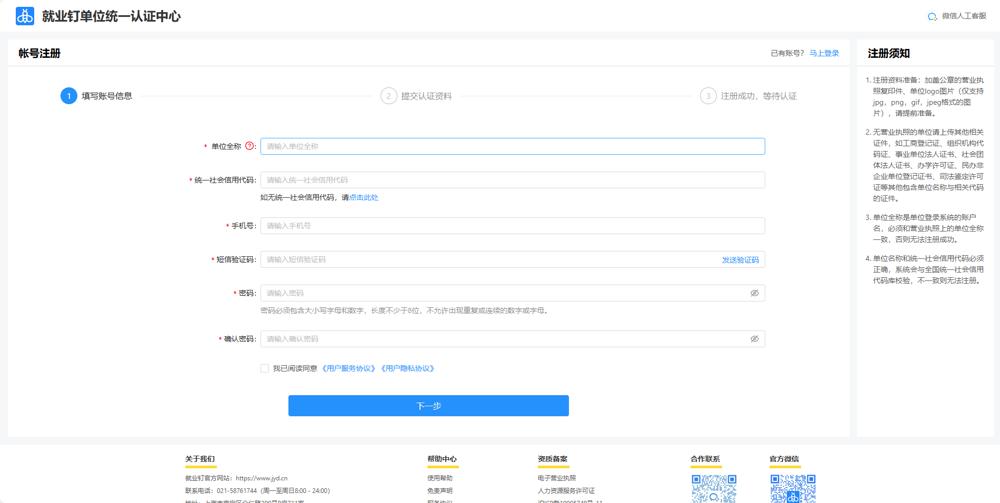 就业钉单位统一认证中心
微信人工客服
帐号注册
已有账号? 马上登录
1 填写账号信息
2 提交认证资料
3 注册成功，等待认证
* 单位全称 ?:
请输入单位全称
* 统一社会信用代码:
请输入统一社会信用代码
如无统一社会信用代码，请点击此处
* 手机号:
请输入手机号
* 短信验证码:
请输入短信验证码
发送验证码
* 密码:
请输入密码
密码必须包含大小写字母和数字，长度不少于8位，不允许出现重复或连续的数字或字母。
* 确认密码:
请输入确认密码
我已阅读同意《用户服务协议》《用户隐私协议》
下一步
注册须知
1. 注册资料准备：加盖公章的营业执
照复印件、单位logo图片（仅支持
jpg，png，gif，jpeg格式的图
片），请提前准备。
2. 无营业执照的单位请上传其他相关
证件，如工商登记证、组织机构代
码证、事业单位法人证书、社会团
体法人证书、办学许可证、民办非
企业单位登记证书、司法鉴定许可
证等其他包含单位名称与相关代码
的证件。
3. 单位全称是单位登录系统的账户
名，必须和营业执照上的单位全称
一致，否则无法注册成功。
4. 单位名称和统一社会信用代码必须
正确，系统会与全国统一社会信用
代码库校验，不一致则无法注册。
关于我们
就业钉官方网站：https://www.jyd.cn
联系电话：021-58761744（周一至周日8:00 - 24:00）
帮助中心
使用帮助
免责声明
服务协议
资质备案
电子营业执照
人力资源服务许可证
合作联系
官方微信